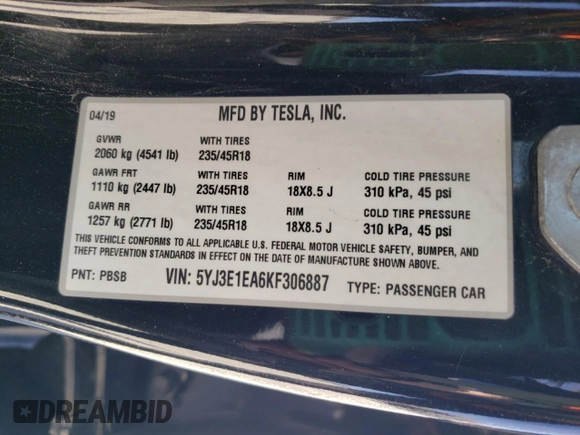 04/19 MFD BY TESLA, INC.
GVWR WITH TIRES
2060 kg (4541 lb) 235/45R18
GAWR FRT WITH TIRES RIM COLD TIRE PRESSURE
1110 kg (2447 lb) 235/45R18 18X8.5 J 310 kPa, 45 psi
GAWR RR WITH TIRES RIM COLD TIRE PRESSURE
1257 kg (2771 lb) 235/45R18 18X8.5 J 310 kPa, 45 psi
THIS VEHICLE CONFORMS TO ALL APPLICABLE U.S. FEDERAL MOTOR VEHICLE SAFETY, BUMPER, AND
THEFT PREVENTION STANDARDS IN EFFECT ON THE DATE OF MANUFACTURE SHOWN ABOVE.
PNT: PBSB VIN: 5YJ3E1EA6KF306887 TYPE: PASSENGER CAR
DREAMBID